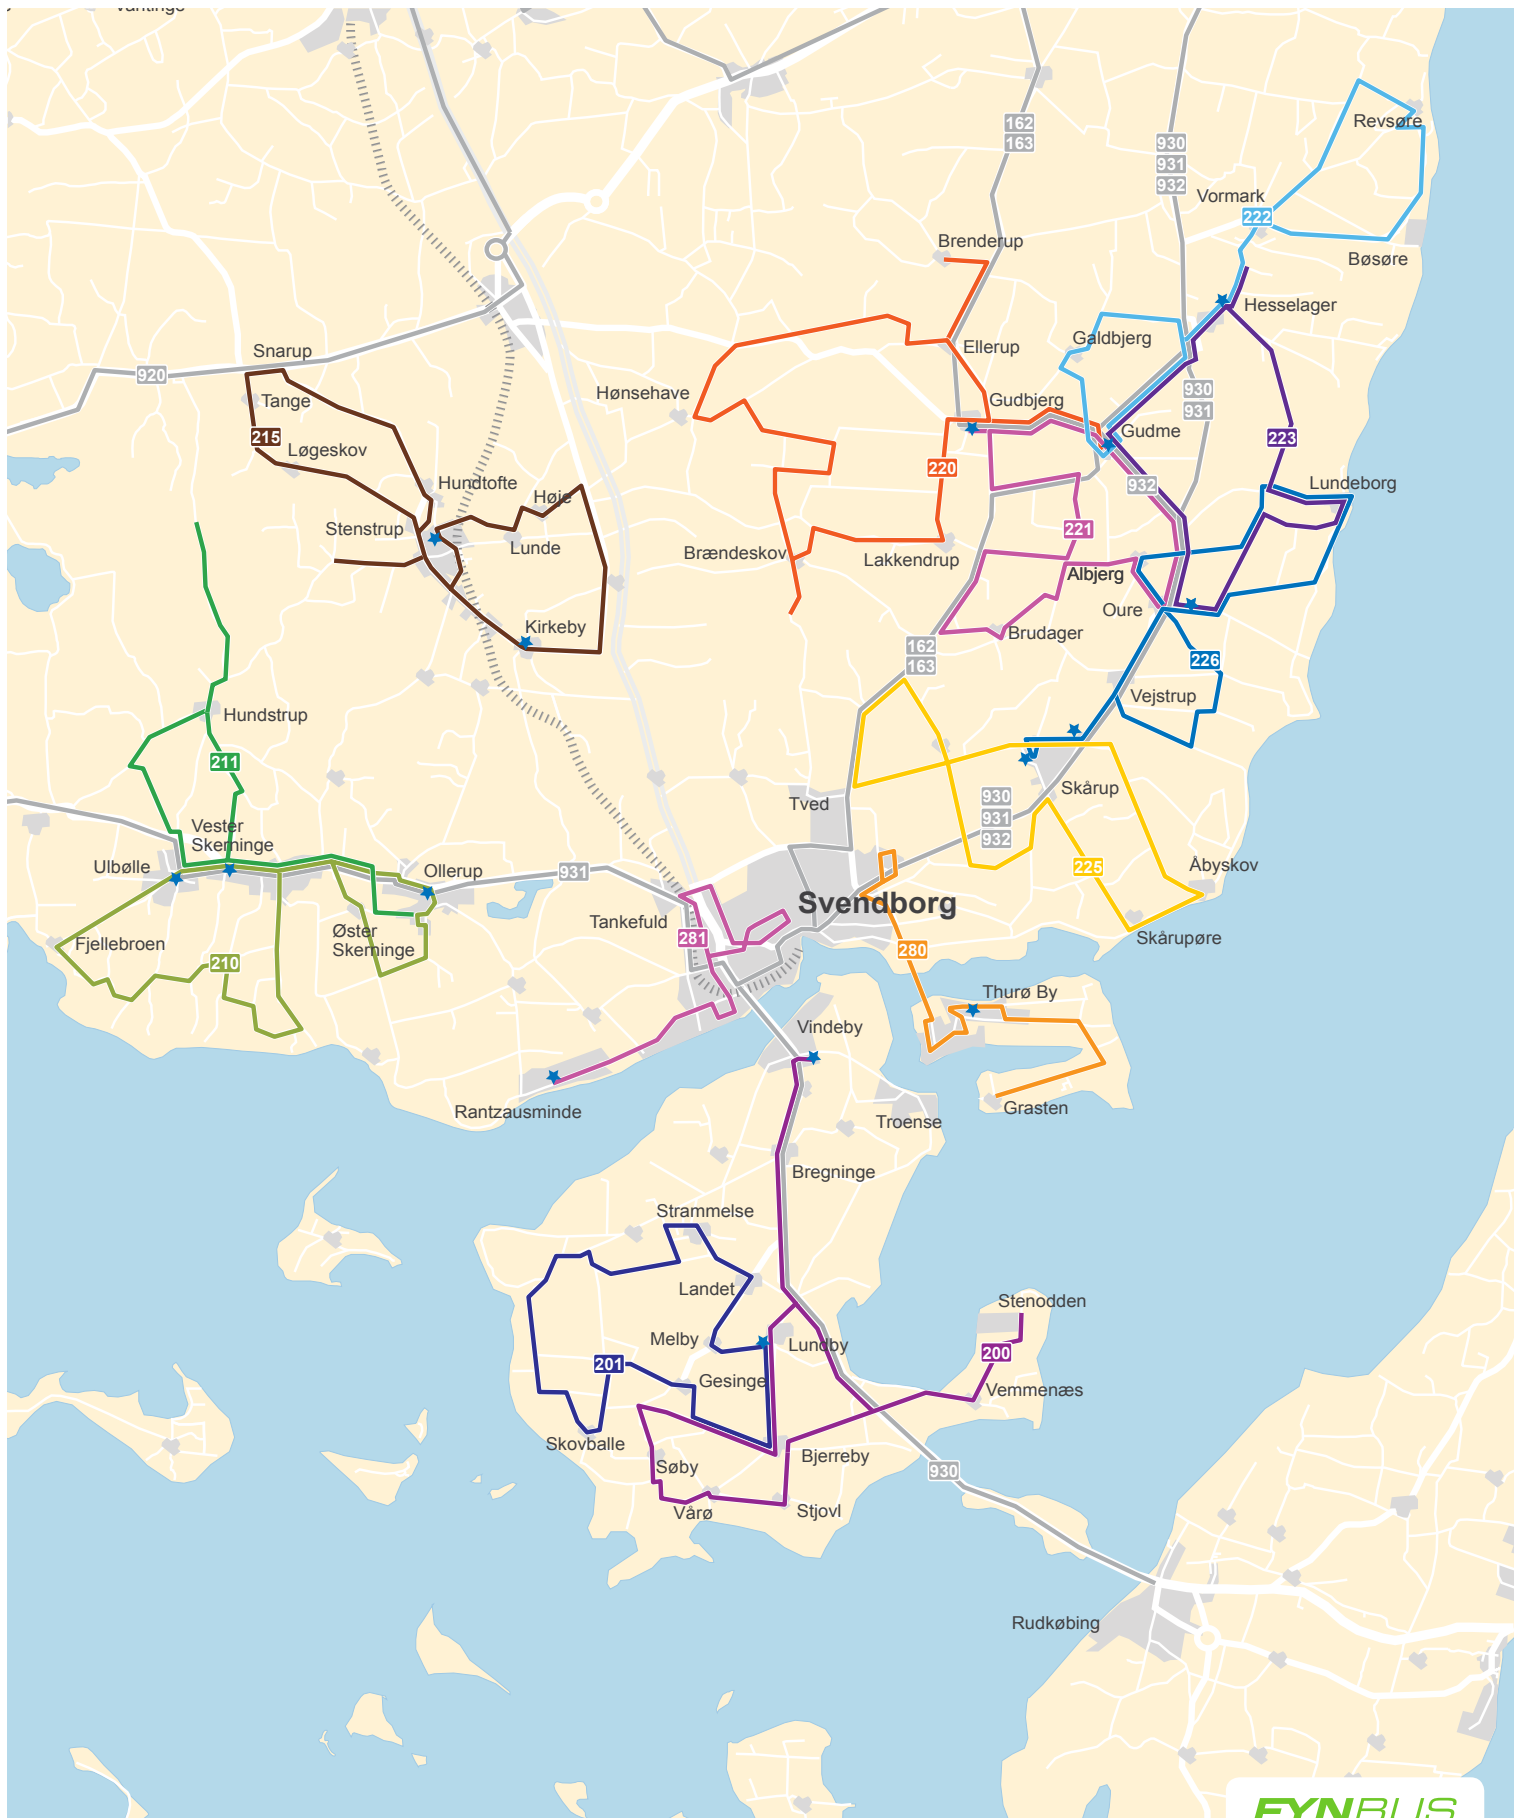 162
163
930
931
932
Revsøre
Vormark
222
Brenderup
Bøsøre
Hesselager
Galdbjerg
Ellerup
Snarup
920
Tange
Hønsehave
Gudbjerg
930
931
Gudme
215
Løgeskov
223
220
932
Hundtofte
Høje
Lundeborg
Stenstrup
Lunde
221
Brændeskov
Lakkendrup
Albjerg
Oure
Kirkeby
Brudager
162
163
226
Vejstrup
Hundstrup
211
Tved
930
931
932
Skårup
Vester
Skerninge
Ulbølle
Ollerup
931
225
Åbyskov
Svendborg
Tankefuld
Øster
Skerninge
Fjellebroen
281
280
Skårupøre
210
Thurø By
Vindeby
Rantzausminde
Grasten
Troense
Bregninge
Strammelse
Landet
Stenodden
Melby
Lundby
200
201
Gesinge
Vemmenæs
Skovballe
Bjerreby
Søby
930
Vårø
Stjovl
Rudkøbing
FYNBUS